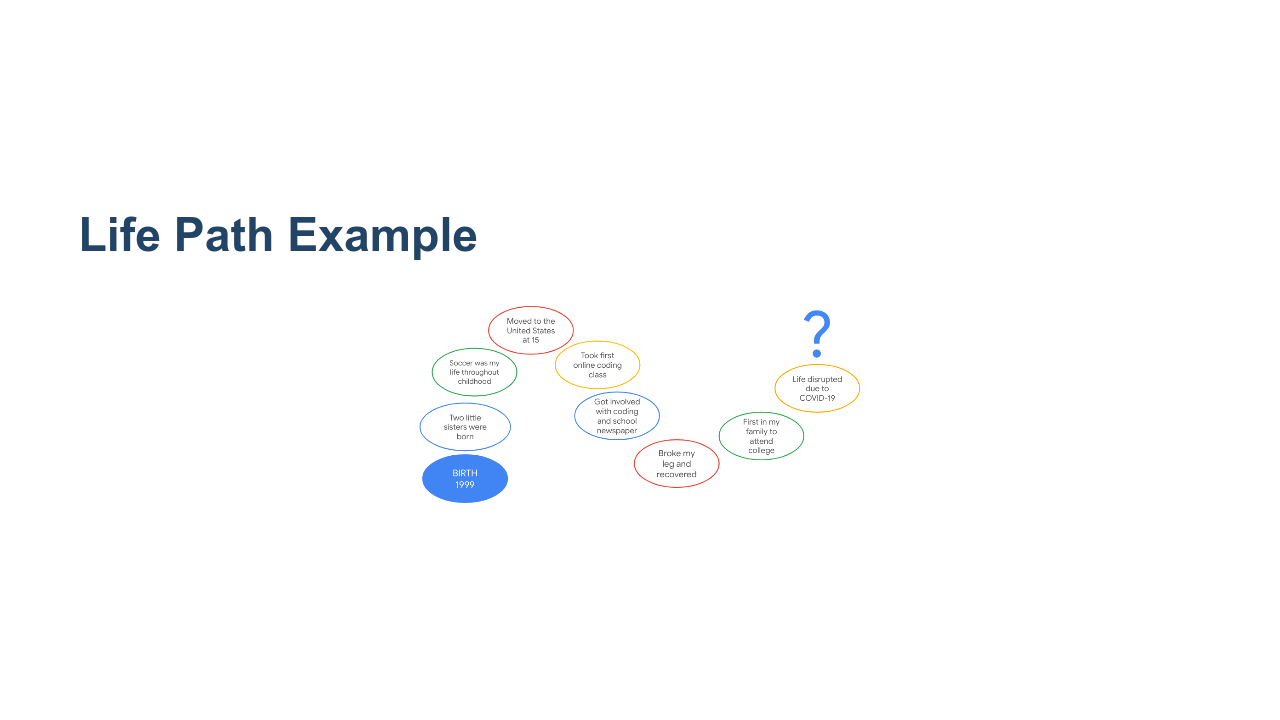 Life Path Example
BIRTH
1999
Two little
sisters were
born
Soccer was my
life throughout
childhood
Moved to the
United States
at 15
Took first
online coding
class
Got involved
with coding
and school
newspaper
Broke my
leg and
recovered
First in my
family to
attend
college
Life disrupted
due to
COVID-19
?